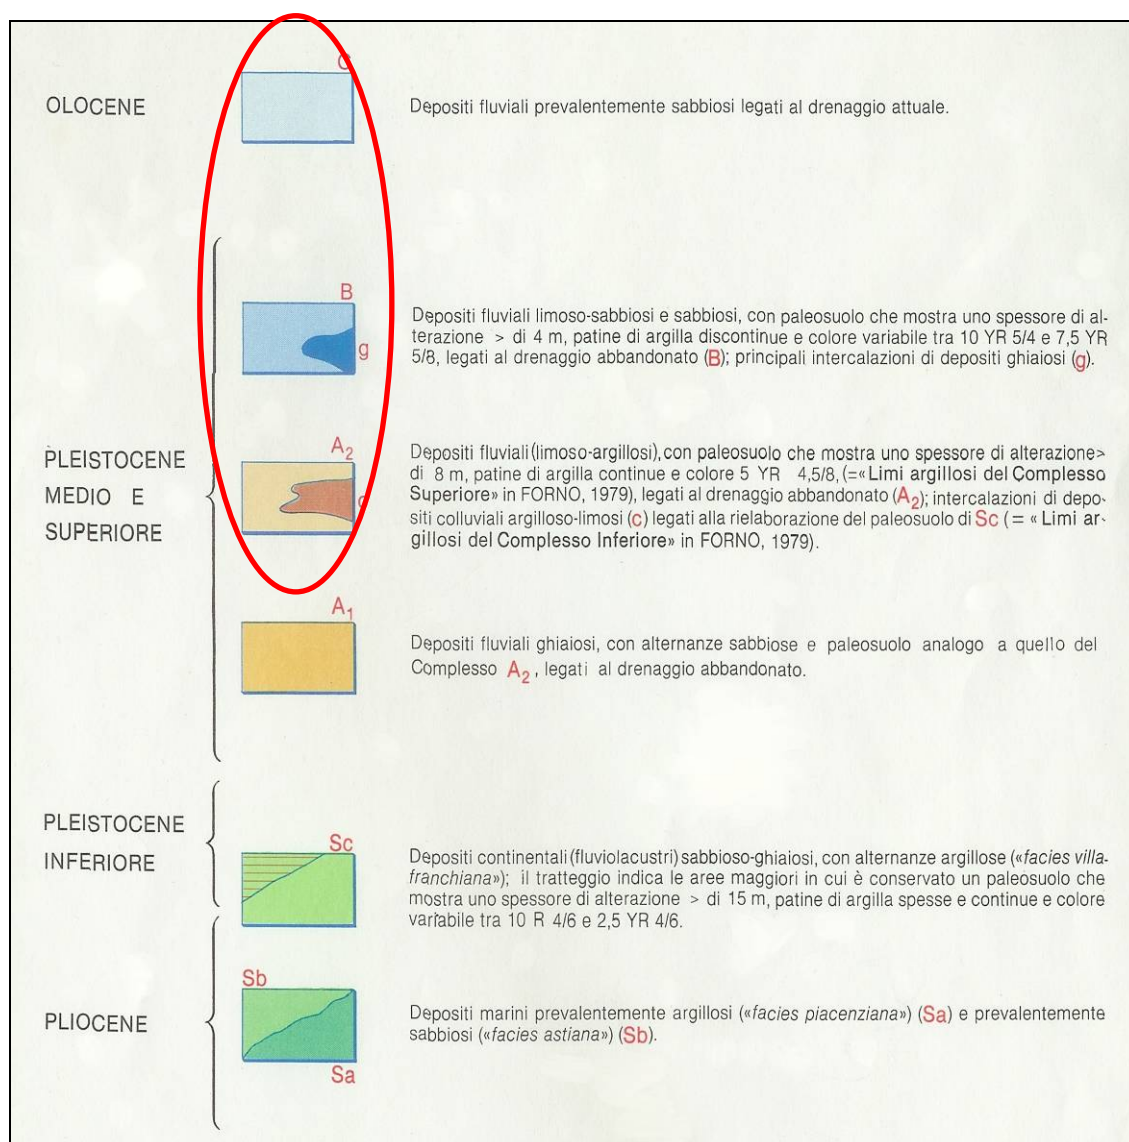 C
OLOCENE
Depositi fluviali prevalentemente sabbiosi legati al drenaggio attuale.
B
g
Depositi fluviali limoso-sabbiosi e sabbiosi, con paleosuolo che mostra uno spessore di al-
terazione > di 4 m, patine di argilla discontinue e colore variabile tra 10 YR 5/4 e 7,5 YR
5/8, legati al drenaggio abbandonato (B); principali intercalazioni di depositi ghiaiosi (g).
PLEISTOCENE
MEDIO E
SUPERIORE
A2
c
Depositi fluviali (limoso-argillosi), con paleosuolo che mostra uno spessore di alterazione>
di 8 m, patine di argilla continue e colore 5 YR 4,5/8, (=«Limi argillosi del Complesso
Superiore» in FORNO, 1979), legati al drenaggio abbandonato (A2); intercalazioni di depo-
siti colluviali argilloso-limosi (c) legati alla rielaborazione del paleosuolo di Sc (= «Limi ar-
gillosi del Complesso Inferiore» in FORNO, 1979).
A1
Depositi fluviali ghiaiosi, con alternanze sabbiose e paleosuolo analogo a quello del
Complesso A2, legati al drenaggio abbandonato.
PLEISTOCENE
INFERIORE
Sc
Depositi continentali (fluviolacustri) sabbioso-ghiaiosi, con alternanze argillose («facies villa-
franchiana»); il tratteggio indica le aree maggiori in cui è conservato un paleosuolo che
mostra uno spessore di alterazione > di 15 m, patine di argilla spesse e continue e colore
variabile tra 10 R 4/6 e 2,5 YR 4/6.
PLIOCENE
Sb
Sa
Depositi marini prevalentemente argillosi («facies piacenziana») (Sa) e prevalentemente
sabbiosi («facies astiana») (Sb).